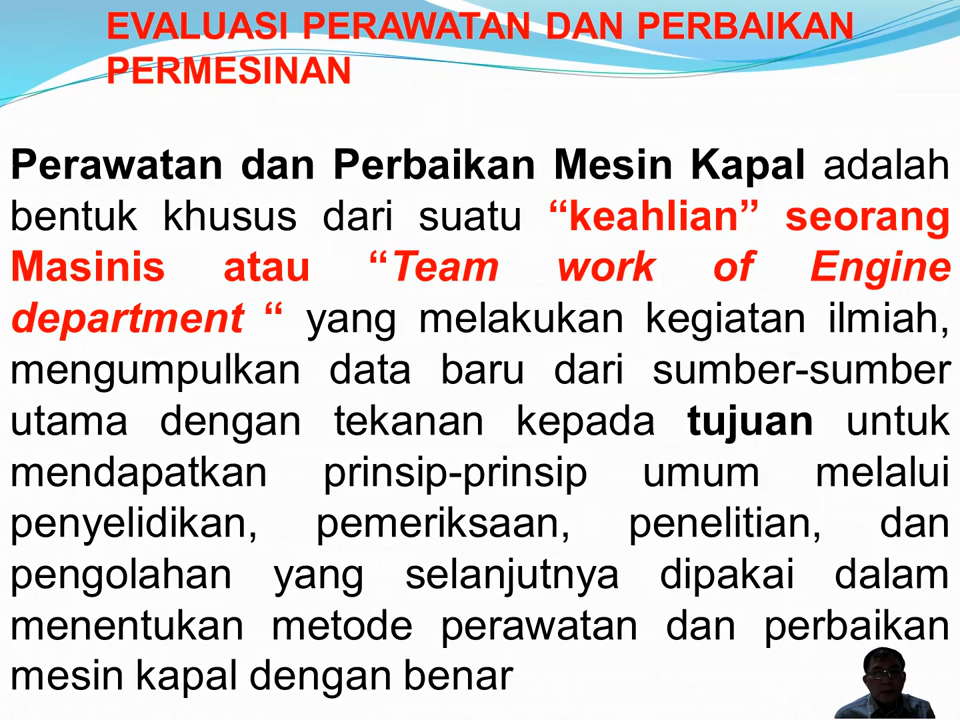 EVALUASI PERAWATAN DAN PERBAIKAN
PERMESINAN
Perawatan dan Perbaikan Mesin Kapal adalah
bentuk khusus dari suatu “keahlian” seorang
Masinis atau “Team work of Engine
department “ yang melakukan kegiatan ilmiah,
mengumpulkan data baru dari sumber-sumber
utama dengan tekanan kepada tujuan untuk
mendapatkan prinsip-prinsip umum melalui
penyelidikan, pemeriksaan, penelitian, dan
pengolahan yang selanjutnya dipakai dalam
menentukan metode perawatan dan perbaikan
mesin kapal dengan benar